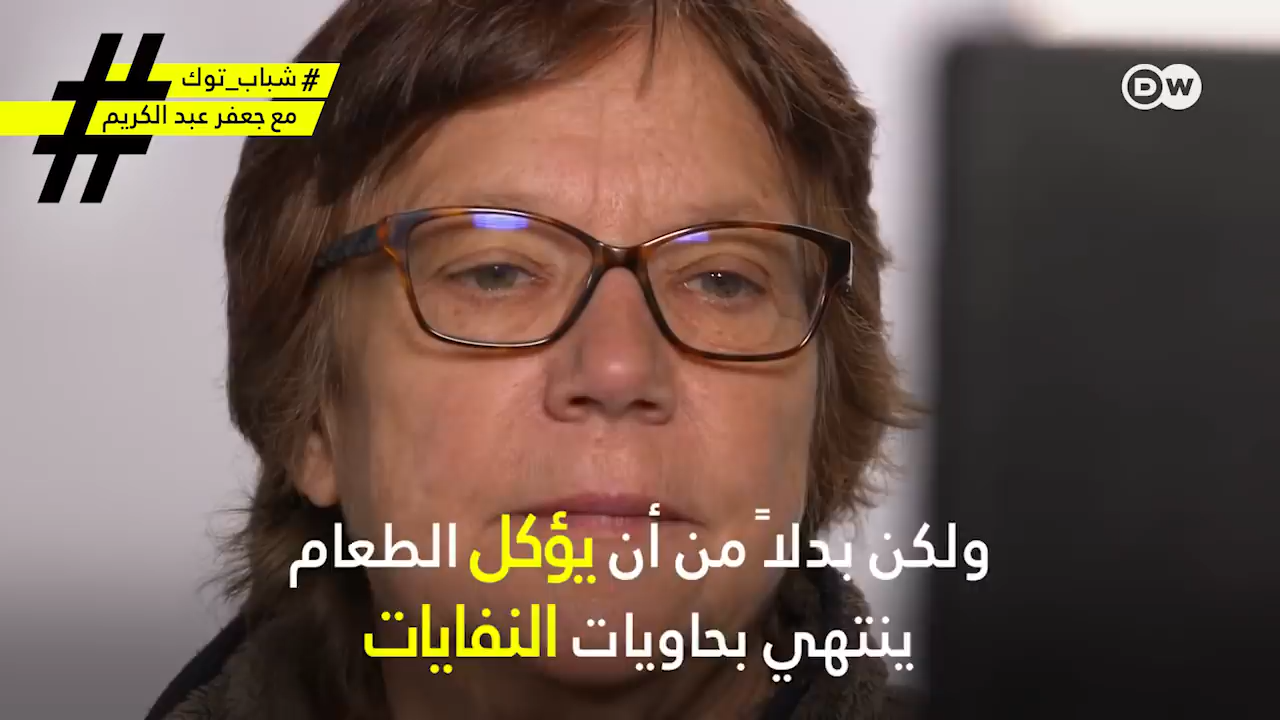 #شباب_توك
مع جعفر عبد الكريم
DW
ولكن بدلاً من أن يؤكل الطعام
ينتهي بحاويات النفايات